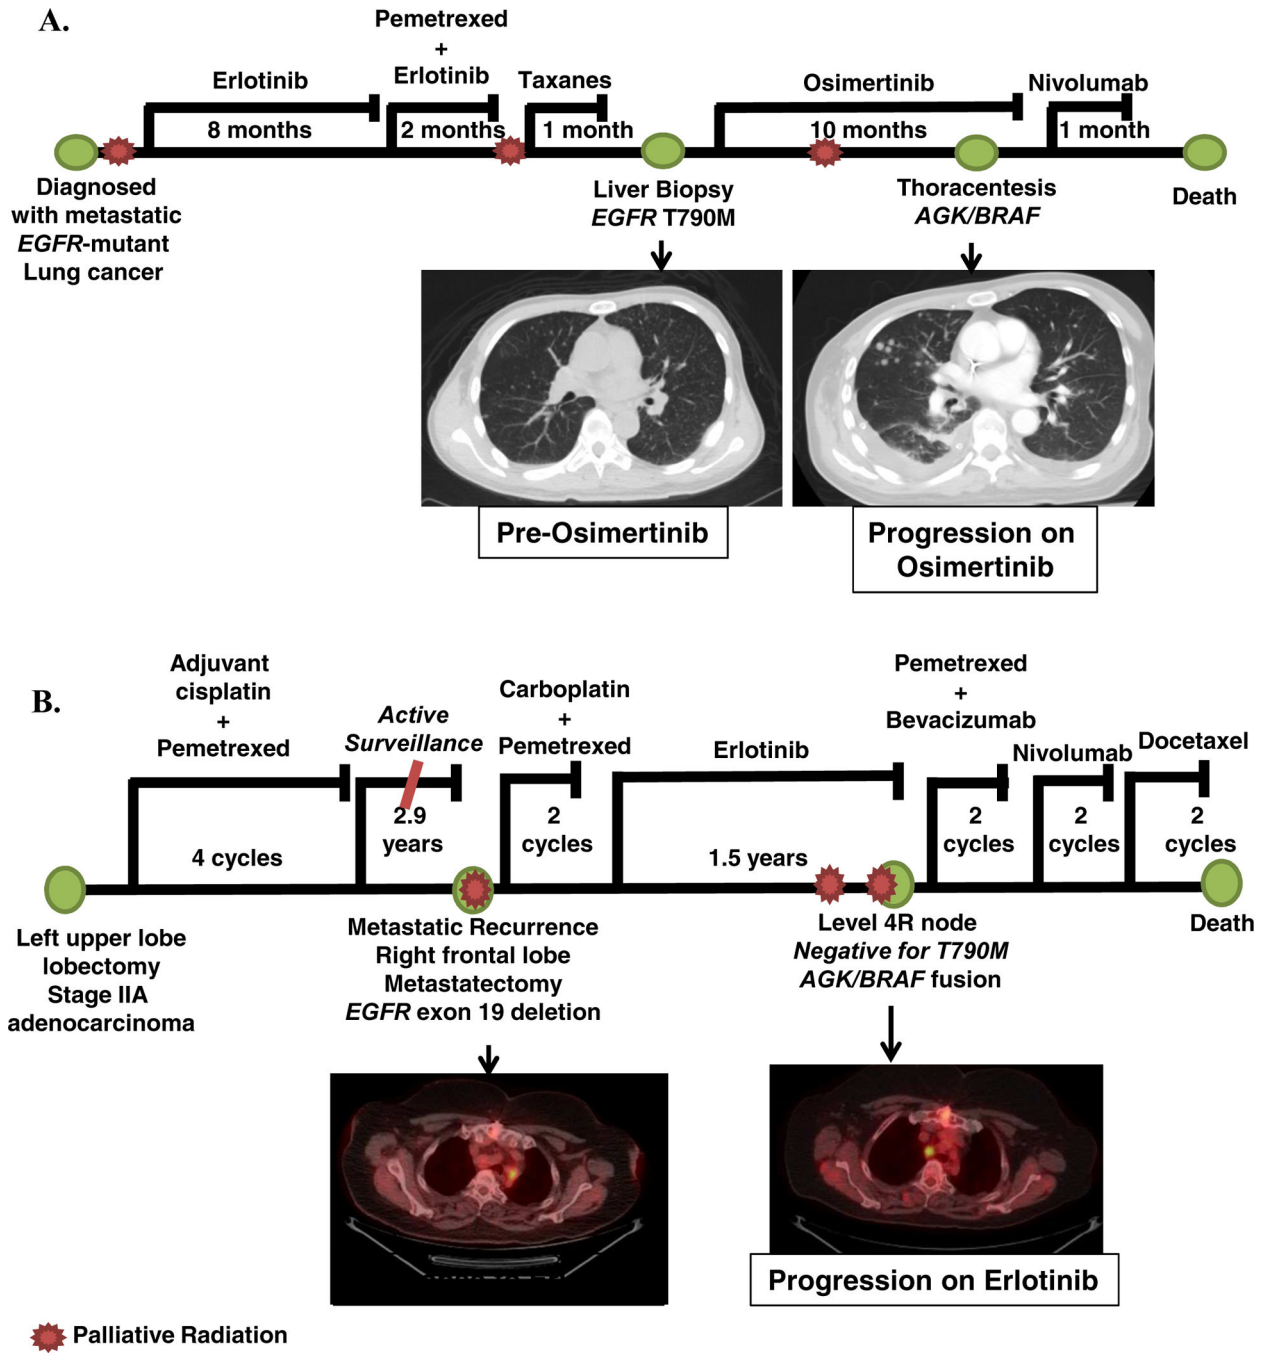 A.
Pemetrexed
+
Erlotinib
Erlotinib
Taxanes
Osimertinib
Nivolumab
8 months
2 months
1 month
10 months
1 month
Diagnosed
with metastatic
EGFR-mutant
Lung cancer
Liver Biopsy
EGFR T790M
Thoracentesis
AGK/BRAF
Death
Pre-Osimertinib
Progression on
Osimertinib
B.
Adjuvant
cisplatin
+
Pemetrexed
Active
Surveillance
Carboplatin
+
Pemetrexed
Erlotinib
Pemetrexed
+
Bevacizumab
Nivolumab
Docetaxel
4 cycles
2.9
years
2
cycles
1.5 years
2
cycles
2
cycles
2
cycles
Left upper lobe
lobectomy
Stage IIA
adenocarcinoma
Metastatic Recurrence
Right frontal lobe
Metastatectomy
EGFR exon 19 deletion
Level 4R node
Negative for T790M
AGK/BRAF fusion
Death
Progression on Erlotinib
Palliative Radiation